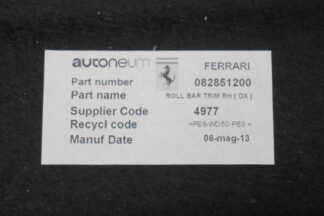 autoneum FERRARI
Part number 082851200
Part name ROLL BAR TRIM RH ( DX )
Supplier Code 4977
Recycl code >PES-WD50-PES <
Manuf Date 06-mag-13